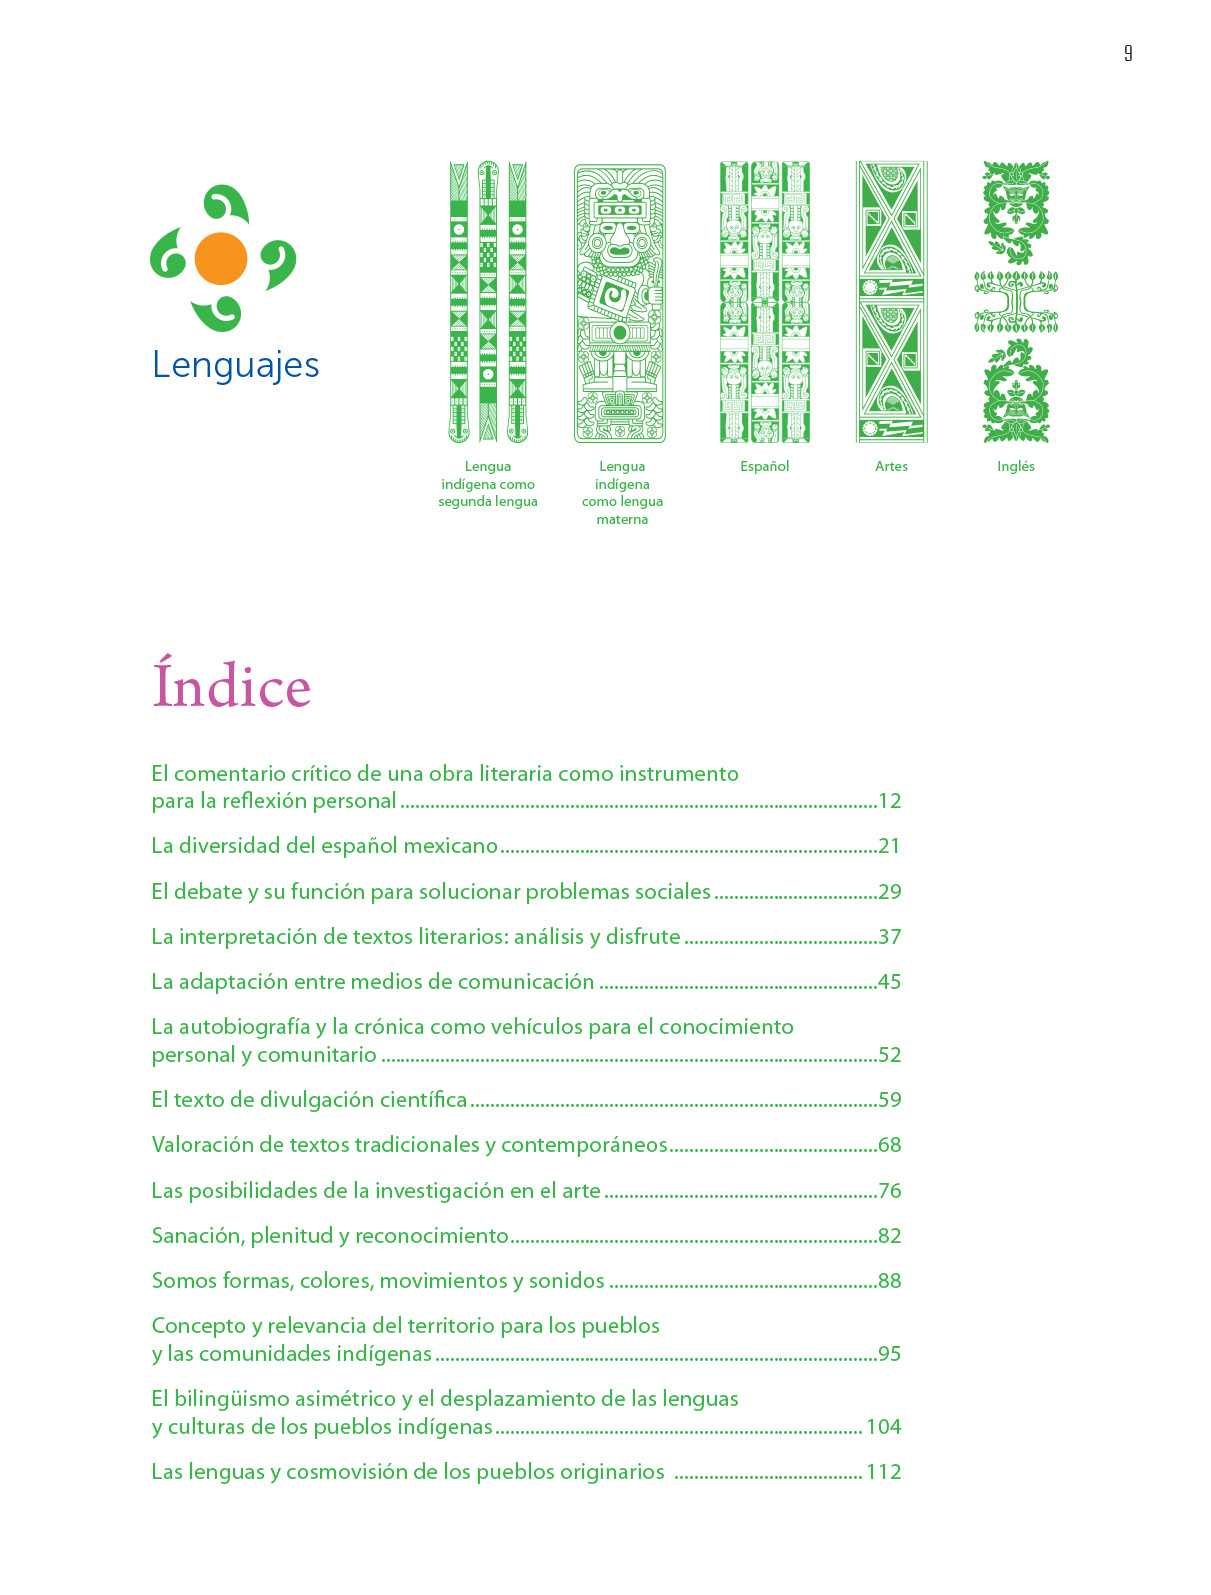 9
Lenguajes
Lengua
indígena como
segunda lengua
Lengua
indígena
como lengua
materna
Español
Artes
Inglés
Índice
El comentario crítico de una obra literaria como instrumento
para la reflexión personal ................................................................................................12
La diversidad del español mexicano............................................................................21
El debate y su función para solucionar problemas sociales .................................29
La interpretación de textos literarios: análisis y disfrute .......................................37
La adaptación entre medios de comunicación ........................................................45
La autobiografía y la crónica como vehículos para el conocimiento
personal y comunitario ....................................................................................................52
El texto de divulgación científica..................................................................................59
Valoración de textos tradicionales y contemporáneos..........................................68
Las posibilidades de la investigación en el arte .......................................................76
Sanación, plenitud y reconocimiento..........................................................................82
Somos formas, colores, movimientos y sonidos ......................................................88
Concepto y relevancia del territorio para los pueblos
y las comunidades indígenas .........................................................................................95
El bilingüismo asimétrico y el desplazamiento de las lenguas
y culturas de los pueblos indígenas.......................................................................... 104
Las lenguas y cosmovisión de los pueblos originarios ...................................... 112